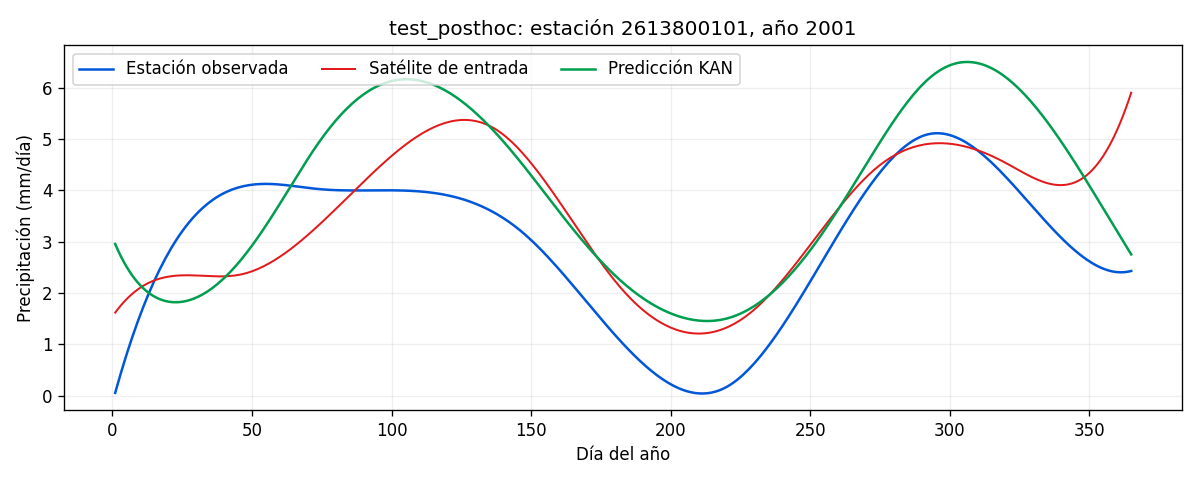 test_posthoc: estación 2613800101, año 2001
Estación observada
Satélite de entrada
Predicción KAN
Precipitación (mm/día)
6
5
4
3
2
1
0
0 50 100 150 200 250 300 350
Día del año